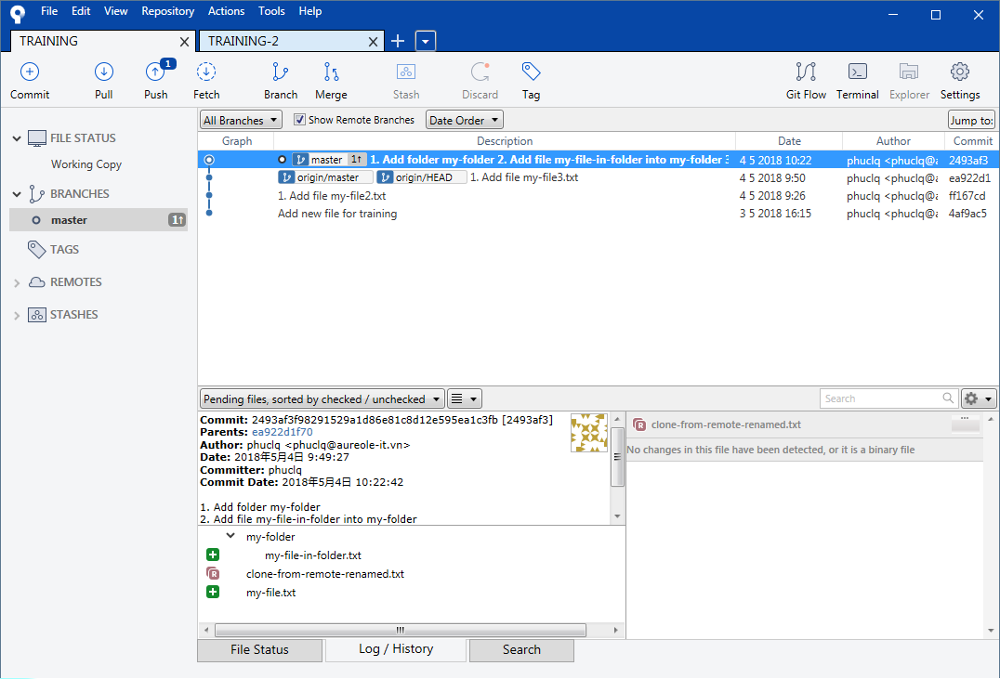 File Edit View Repository Actions Tools Help
TRAINING TRAINING-2
1
Commit Pull Push Fetch Branch Merge Stash Discard Tag Git Flow Terminal Explorer Settings
All Branches Show Remote Branches Date Order Jump to:
Graph Description Date Author Commit
master 1↑ 1. Add folder my-folder 2. Add file my-file-in-folder into my-folder 3 4 5 2018 10:22 phuclq <phuclq@a 2493af3
origin/master origin/HEAD 1. Add file my-file3.txt 4 5 2018 9:50 phuclq <phuclq@a ea922d1
1. Add file my-file2.txt 4 5 2018 9:26 phuclq <phuclq@a ff167cd
Add new file for training 3 5 2018 16:15 phuclq <phuclq@a 4af9ac5
FILE STATUS
Working Copy
BRANCHES
master 1↑
TAGS
REMOTES
STASHES
Pending files, sorted by checked / unchecked Search
Commit: 2493af3f98291529a1d86e81c8d12e595ea1c3fb [2493af3]
Parents: ea922d1f70
Author: phuclq <phuclq@aureole-it.vn>
Date: 2018年5月4日 9:49:27
Committer: phuclq
Commit Date: 2018年5月4日 10:22:42
1. Add folder my-folder
2. Add file my-file-in-folder into my-folder
my-folder
my-file-in-folder.txt
R clone-from-remote-renamed.txt
my-file.txt
R clone-from-remote-renamed.txt
No changes in this file have been detected, or it is a binary file
File Status Log / History Search